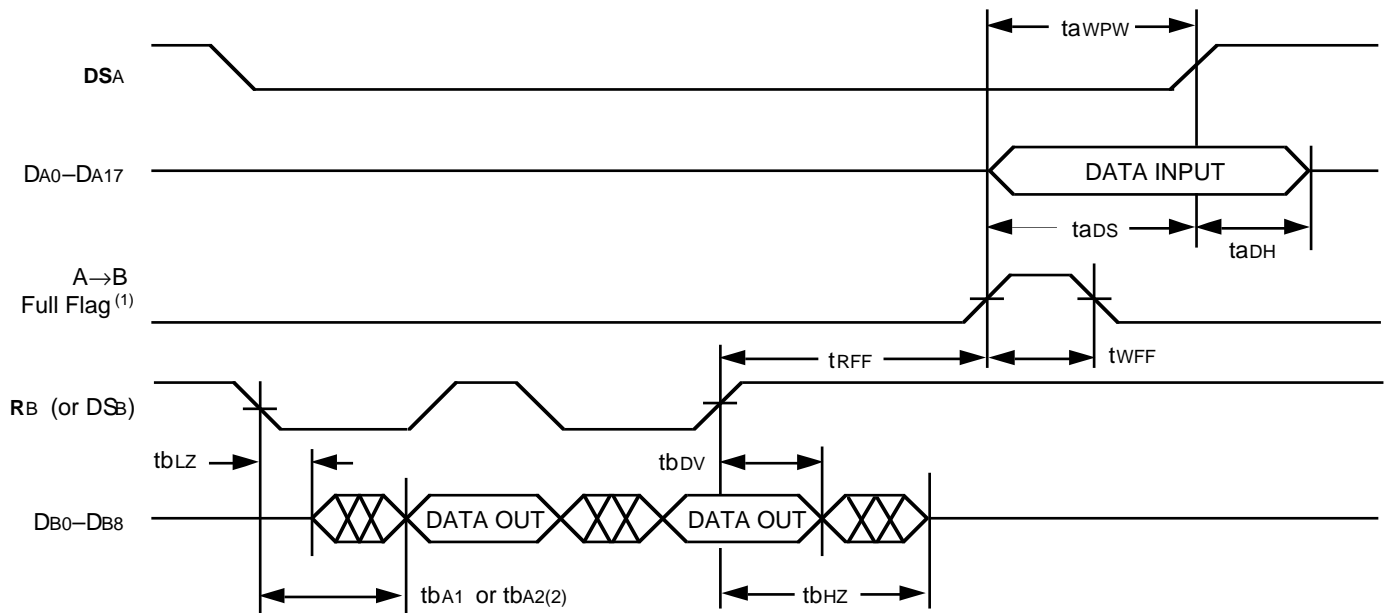 taWPW
DSA
DA0–DA17
DATA INPUT
taDS
taDH
A→B
Full Flag (1)
tRFF
tWFF
RB (or DSB)
tbLZ
tbDV
DB0–DB8
DATA OUT
DATA OUT
tbA1 or tbA2(2)
tbHZ